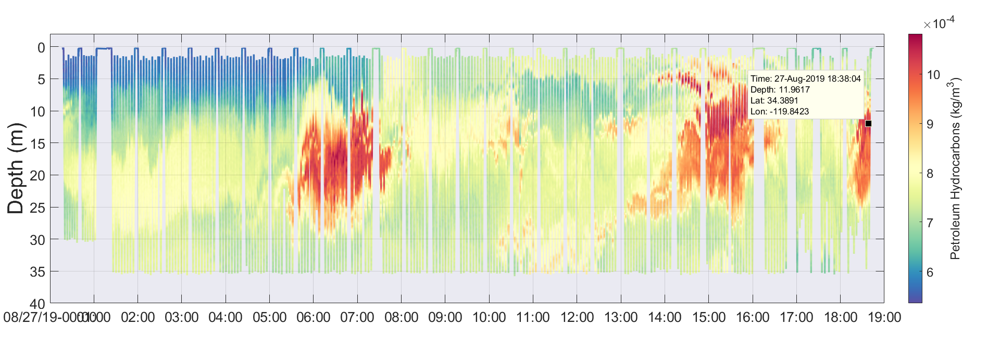 ×10-4
0
5
10
15
20
25
30
35
40
Depth (m)
Time: 27-Aug-2019 18:38:04
Depth: 11.9617
Lat: 34.3891
Lon: -119.8423
10
9
8
7
6
Petroleum Hydrocarbons (kg/m3)
08/27/19-00:00 01:00 02:00 03:00 04:00 05:00 06:00 07:00 08:00 09:00 10:00 11:00 12:00 13:00 14:00 15:00 16:00 17:00 18:00 19:00